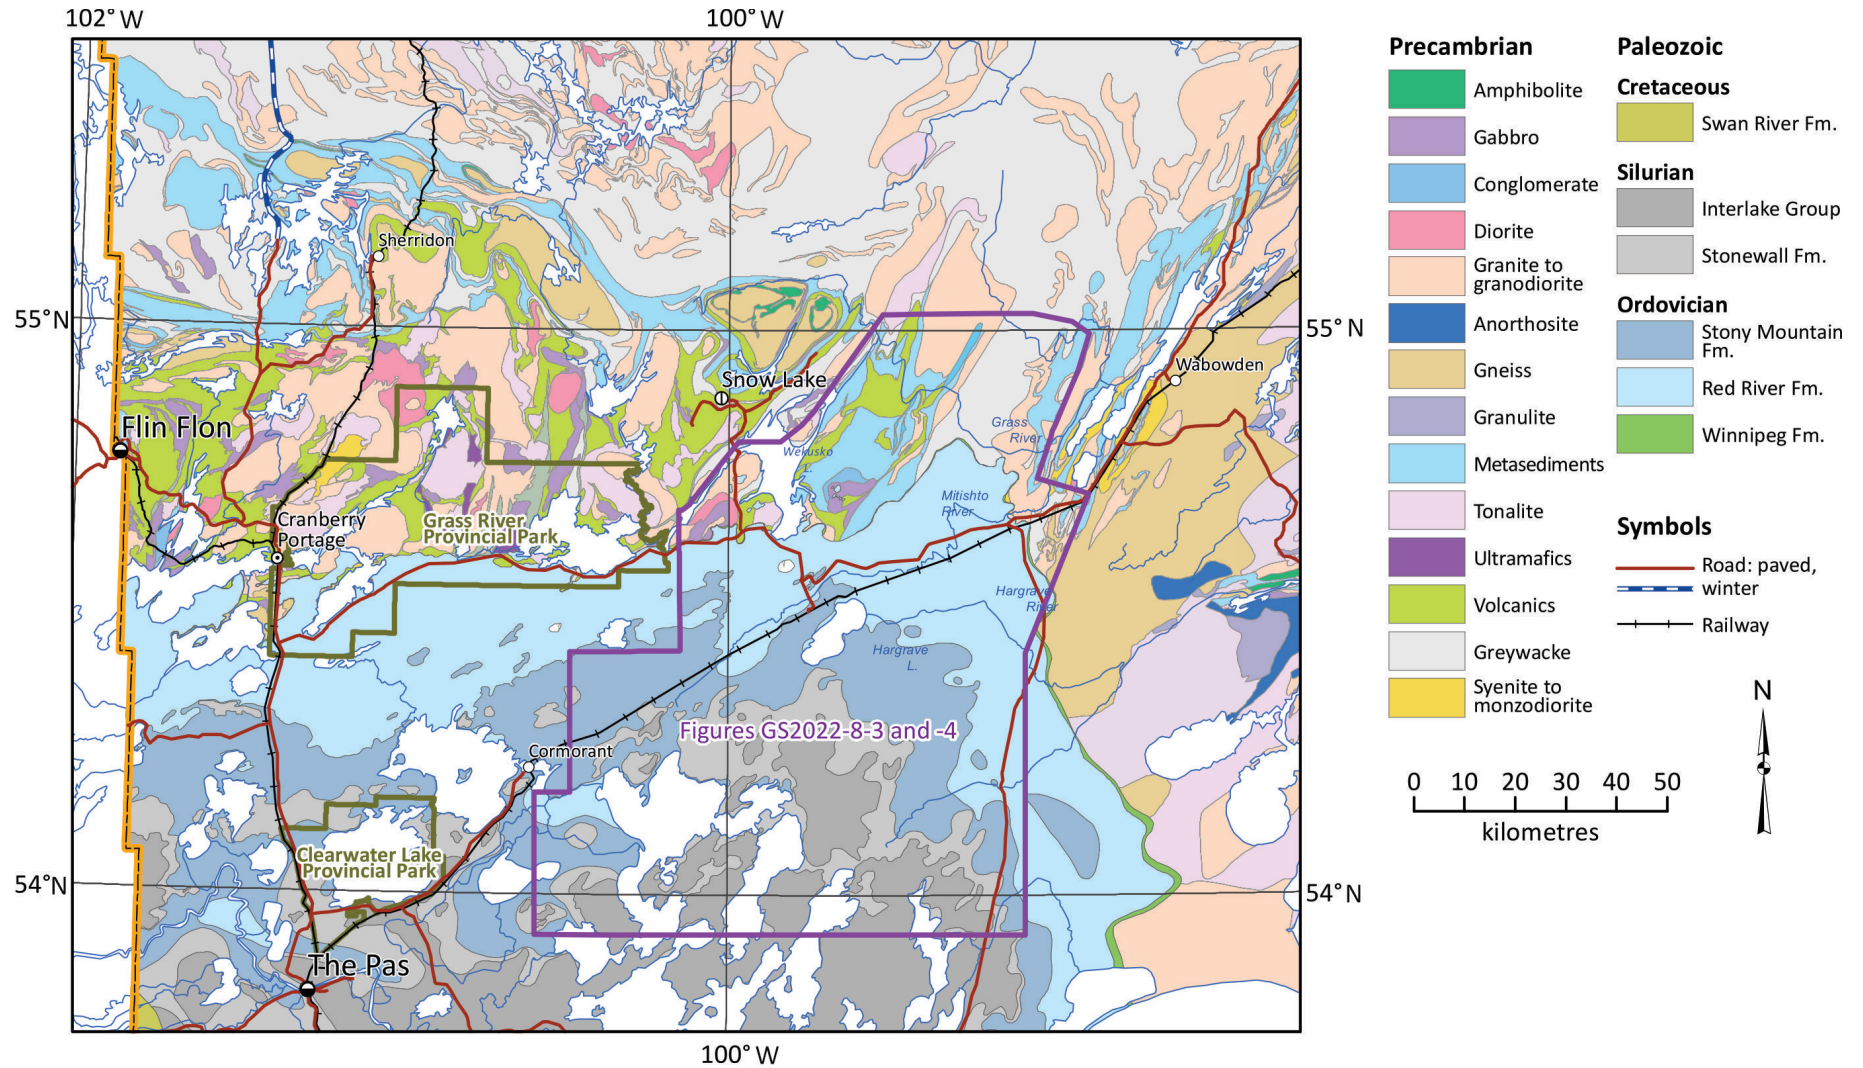 102° W
100° W
55° N
55° N
54° N
54° N
100° W
Sherridon
Snow Lake
Wabowden
Flin Flon
Grass
River
Wekusko
L.
Mitishto
River
Cranberry
Portage
Grass River
Provincial Park
Hargrave
River
Hargrave
L.
Figures GS2022-8-3 and -4
Cormorant
Clearwater Lake
Provincial Park
The Pas
Precambrian
Amphibolite
Gabbro
Conglomerate
Diorite
Granite to
granodiorite
Anorthosite
Gneiss
Granulite
Metasediments
Tonalite
Ultramafics
Volcanics
Greywacke
Syenite to
monzodiorite
Paleozoic
Cretaceous
Swan River Fm.
Silurian
Interlake Group
Stonewall Fm.
Ordovician
Stony Mountain
Fm.
Red River Fm.
Winnipeg Fm.
Symbols
Road: paved,
winter
Railway
N
0 10 20 30 40 50
kilometres